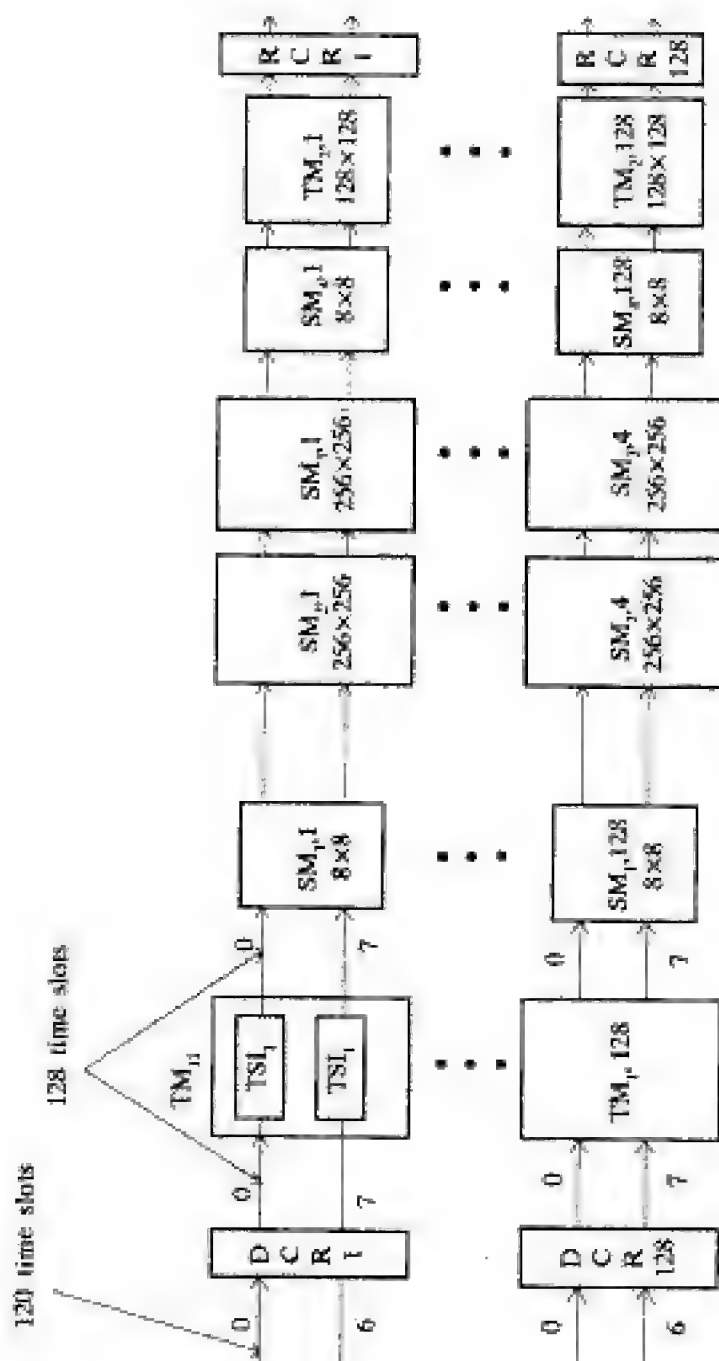 120 time slots
128 time slots
0
6
D
C
R
1
0
7
TM₁₁
TSI₁
TSI₁
0
7
SM₁,1
8×8
SM₂,1
256×256
SM₃,1
256×256
SM₄,1
8×8
TM₂,1
128×128
R
C
R
1
0
6
D
C
R
128
0
7
TM₁,128
0
7
SM₁,128
8×8
SM₂,4
256×256
SM₃,4
256×256
SM₄,128
8×8
TM₂,128
128×128
R
C
R
128